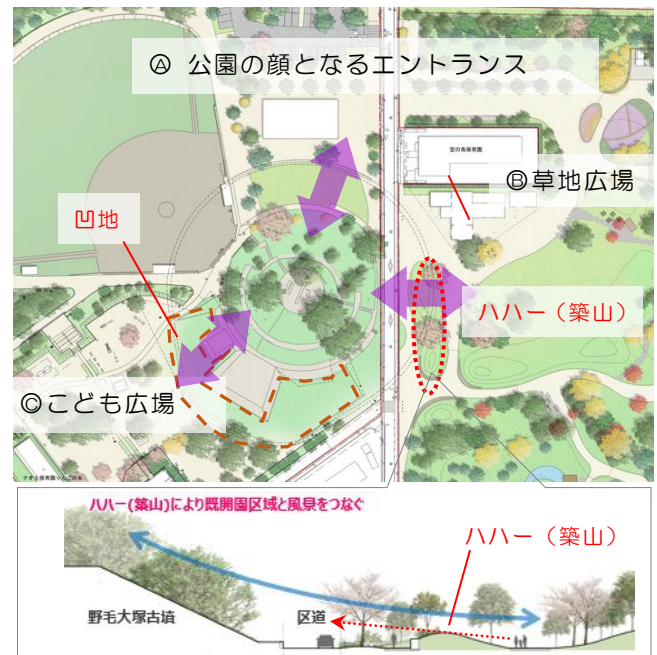 Ⓐ 公園の顔となるエントランス
Ⓑ草地広場
凹地
ハハー（築山）
Ⓒこども広場
ハハー(築山)により既開園区域と風景をつなぐ
ハハー（築山）
野毛大塚古墳
区道